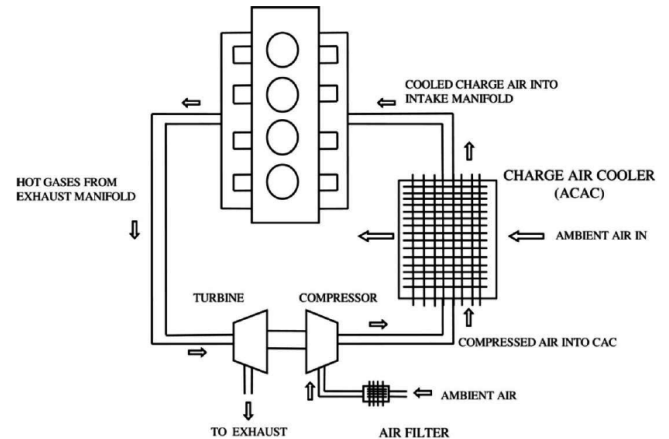 COOLED CHARGE AIR INTO
INTAKE MANIFOLD
HOT GASES FROM
EXHAUST MANIFOLD
CHARGE AIR COOLER
(ACAC)
AMBIENT AIR IN
TURBINE
COMPRESSOR
COMPRESSED AIR INTO CAC
AMBIENT AIR
TO EXHAUST
AIR FILTER